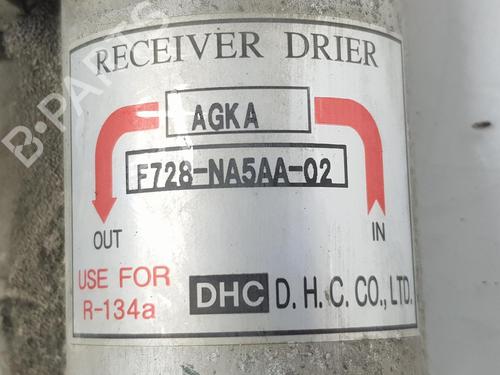 RECEIVER DRIER
AGKA
F728-NA5AA-02
OUT IN
USE FOR
R-134a
DHC D. H. C. CO., LTD.
B-PARTS